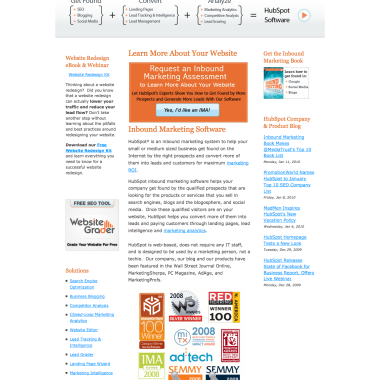 Get Found
Convert
Analyze
SEO
Blogging
Social Media
Landing Pages
Lead Tracking & Intelligence
Lead Management
Marketing Analytics
Competitive Analysis
Lead Scoring
HubSpot
Software
Website Redesign
eBook & Webinar
Website Redesign Kit
Thinking about a website
redesign? Did you know
that a website redesign
can actually lower your
traffic and reduce your
lead flow? Don't take
another step without
learning about the pitfalls
and best practices around
redesigning your website.
Download our Free
Website Redesign Kit
and learn everything you
need to know for a
successful website
redesign.
FREE SEO TOOL
Website
Grader
Grade Your Website For Free
Solutions
Search Engine
Optimization
Business Blogging
Competitor Analysis
Closed-Loop Marketing
Analytics
Website Editor
Lead Tracking &
Intelligence
Lead Grader
Landing Page Wizard
Marketing Intelligence
Learn More About Your Website
Request an Inbound
Marketing Assessment
to Learn More About Your Website
Let HubSpot's Experts Show You How to Get Found by More
Prospects and Generate More Leads With Our Software
Yes, I'd like an IMA!
Inbound Marketing Software
HubSpot® is an inbound marketing system to help your
small or medium sized business get found on the
Internet by the right prospects and convert more of
them into leads and customers for maximum marketing
ROI.
HubSpot inbound marketing software helps your
company get found by the qualified prospects that are
looking for the products or services that you sell in
search engines, blogs and the blogosphere, and social
media. Once these qualified visitors are on your
website, HubSpot helps you convert more of them into
leads and paying customers through landing pages, lead
intelligence and marketing analytics.
HubSpot is web-based, does not require any IT staff,
and is designed to be used by a marketing person, not a
techie. Our company, our blog and our products have
been featured in the Wall Street Journal Online,
MarketingSherpa, PC Magazine, AdAge, and
MarketingProfs.
100
Winner
2008
SILVER WINNER
RED
HERRING
WINNER
MITX
2008
IMA
2008
ad:tech
SEMMY
2008
SEMMY
Get the Inbound
Marketing Book
Learn how
to get found in:
Google
Social Media
Blogs
HubSpot Company
& Product Blog
Inbound Marketing
Book Makes
@MediaTrust's Top 10
Book List
Monday, Jan 11, 2010
PromotionWorld Names
HubSpot to January
Top 10 SEO Company
List
Friday, Jan 8, 2010
MadMen Inspires
HubSpot's New
Vacation Policy
Wednesday, Jan 6, 2010
HubSpot Homepage
Tests a New Look
Tuesday, Dec 29, 2009
HubSpot Releases
State of Facebook for
Business Report, Offers
Live Webinar
Monday, Dec 28, 2009